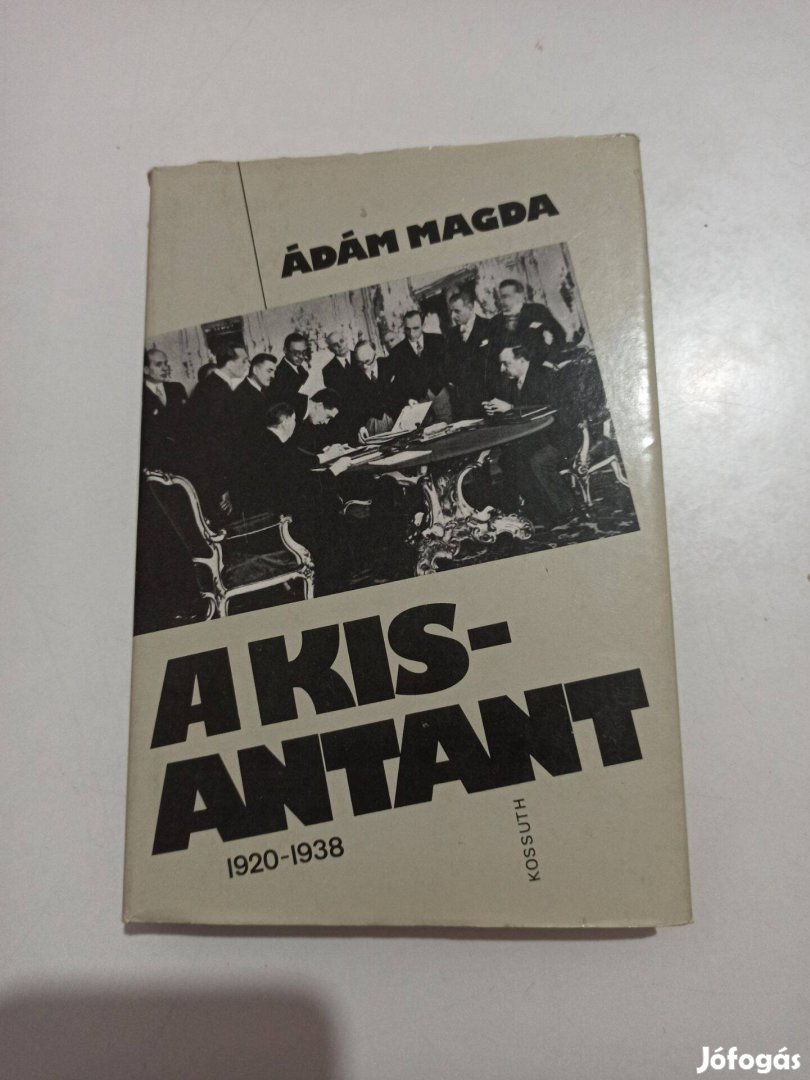 ÁDÁM MAGDA
A KIS-
ANTANT
1920-1938
KOSSUTH
Jófogás